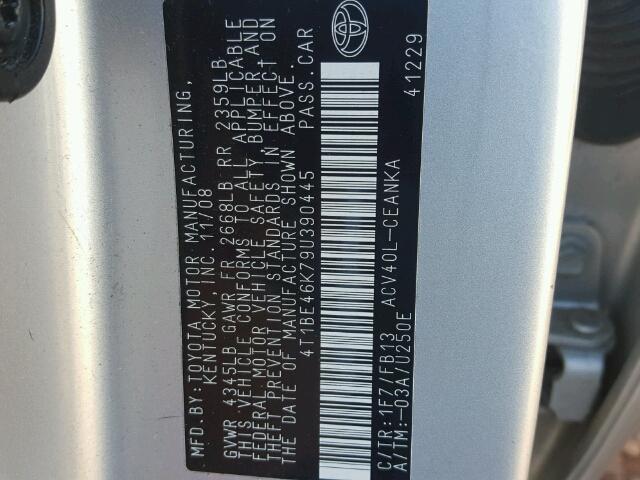 MFD.BY:TOYOTA MOTOR MANUFACTURING,
KENTUCKY, INC. 11/08
GVWR 4345LB GAWR FR 2668LB RR 2359LB
THIS VEHICLE CONFORMS TO ALL APPLICABLE
FEDERAL MOTOR VEHICLE SAFETY, BUMPER, AND
THEFT PREVENTION STANDARDS IN EFFECT ON
THE DATE OF MANUFACTURE SHOWN ABOVE.
4T1BE46K79U390445 PASS.CAR
C/TR:1F7/FB13 ACV40L-CEANKA 41229
A/TM:-03A/U250E